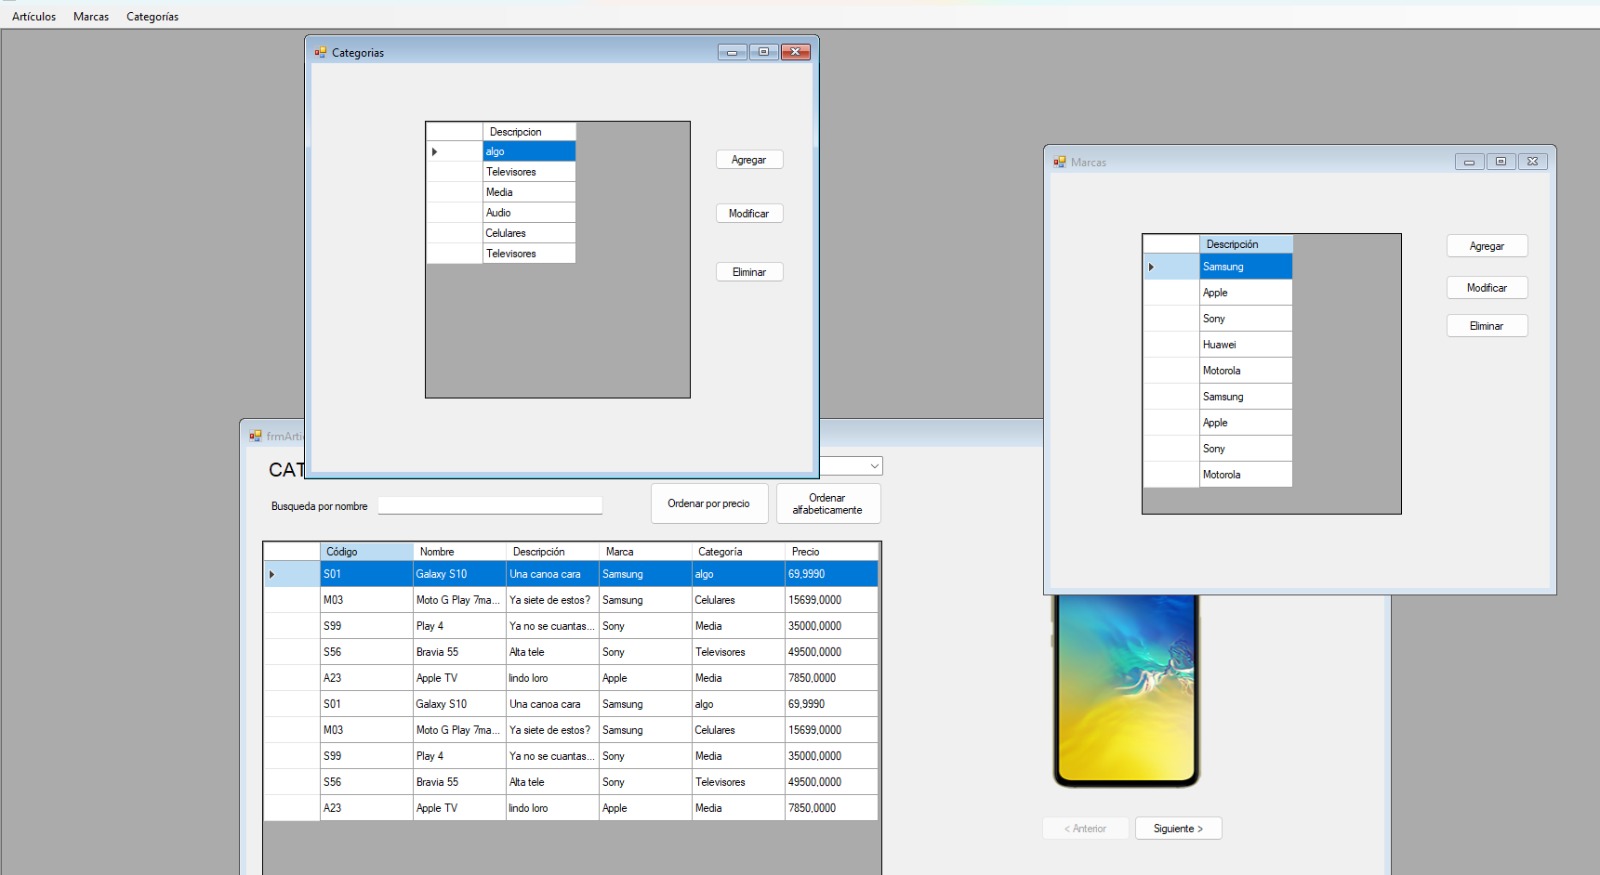 Artículos Marcas Categorías
Categorias
Descripcion
algo
Televisores
Media
Audio
Celulares
Televisores
Agregar
Modificar
Eliminar
Marcas
Descripción
Samsung
Apple
Sony
Huawei
Motorola
Samsung
Apple
Sony
Motorola
Agregar
Modificar
Eliminar
frmArti
CAT
Busqueda por nombre
Ordenar por precio
Ordenar
alfabeticamente
Código Nombre Descripción Marca Categoría Precio
S01 Galaxy S10 Una canoa cara Samsung algo 69,9990
M03 Moto G Play 7ma... Ya siete de estos? Samsung Celulares 15699,0000
S99 Play 4 Ya no se cuantas... Sony Media 35000,0000
S56 Bravia 55 Alta tele Sony Televisores 49500,0000
A23 Apple TV lindo loro Apple Media 7850,0000
S01 Galaxy S10 Una canoa cara Samsung algo 69,9990
M03 Moto G Play 7ma... Ya siete de estos? Samsung Celulares 15699,0000
S99 Play 4 Ya no se cuantas... Sony Media 35000,0000
S56 Bravia 55 Alta tele Sony Televisores 49500,0000
A23 Apple TV lindo loro Apple Media 7850,0000
< Anterior Siguiente >